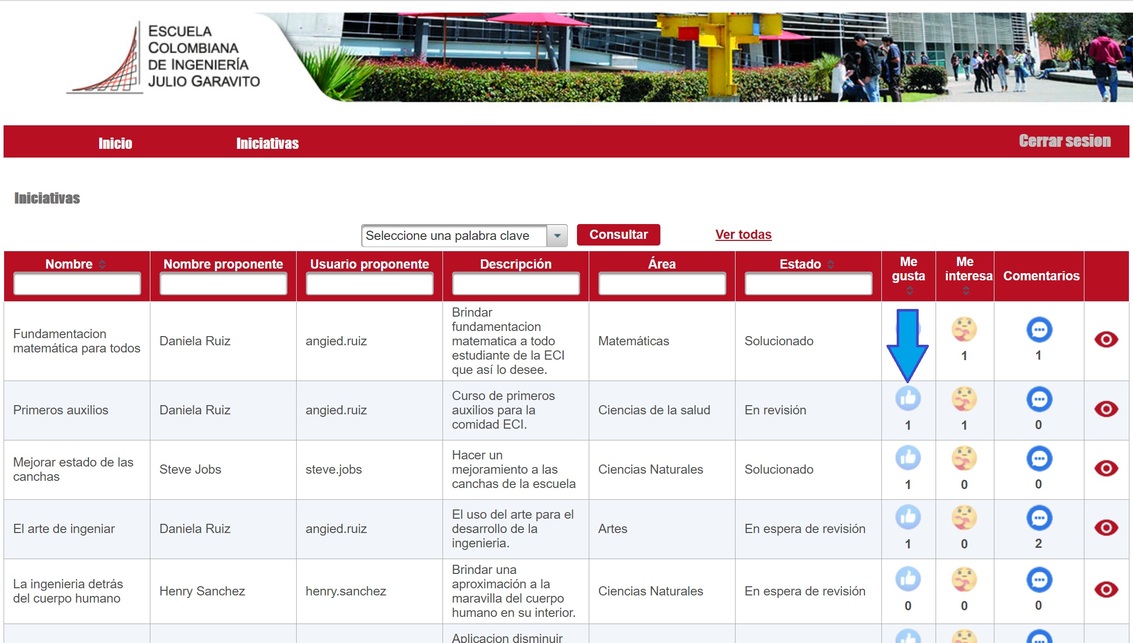 ESCUELA
COLOMBIANA
DE INGENIERÍA
JULIO GARAVITO
Inicio
Iniciativas
Cerrar sesion
Iniciativas
Seleccione una palabra clave
Consultar
Ver todas
Nombre
Nombre proponente
Usuario proponente
Descripción
Área
Estado
Me
gusta
Me
interesa
Comentarios
Fundamentacion
matemática para todos
Daniela Ruiz
angied.ruiz
Brindar
fundamentacion
matematica a todo
estudiante de la ECI
que así lo desee.
Matemáticas
Solucionado
1
1
Primeros auxilios
Daniela Ruiz
angied.ruiz
Curso de primeros
auxilios para la
comidad ECI.
Ciencias de la salud
En revisión
1
1
0
Mejorar estado de las
canchas
Steve Jobs
steve.jobs
Hacer un
mejoramiento a las
canchas de la escuela
Ciencias Naturales
Solucionado
1
0
0
El arte de ingeniar
Daniela Ruiz
angied.ruiz
El uso del arte para el
desarrollo de la
ingenieria.
Artes
En espera de revisión
1
0
2
La ingenieria detrás
del cuerpo humano
Henry Sanchez
henry.sanchez
Brindar una
aproximación a la
maravilla del cuerpo
humano en su interior.
Ciencias Naturales
En espera de revisión
0
0
0
Aplicacion disminuir